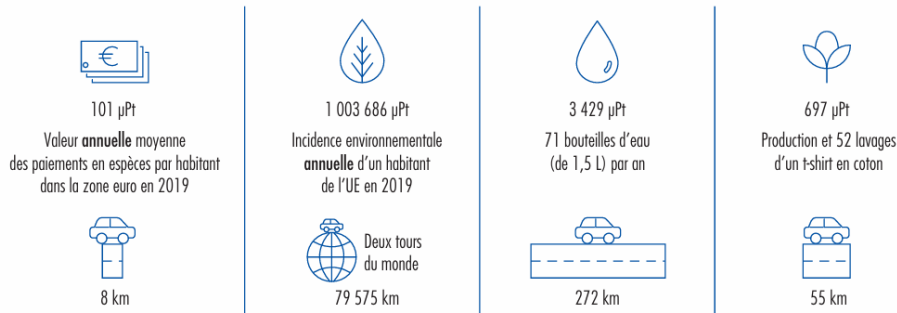 €
101 µPt
Valeur annuelle moyenne
des paiements en espèces par habitant
dans la zone euro en 2019
8 km
1 003 686 µPt
Incidence environnementale
annuelle d’un habitant
de l’UE en 2019
Deux tours
du monde
79 575 km
3 429 µPt
71 bouteilles d’eau
(de 1,5 L) par an
272 km
697 µPt
Production et 52 lavages
d’un t-shirt en coton
55 km